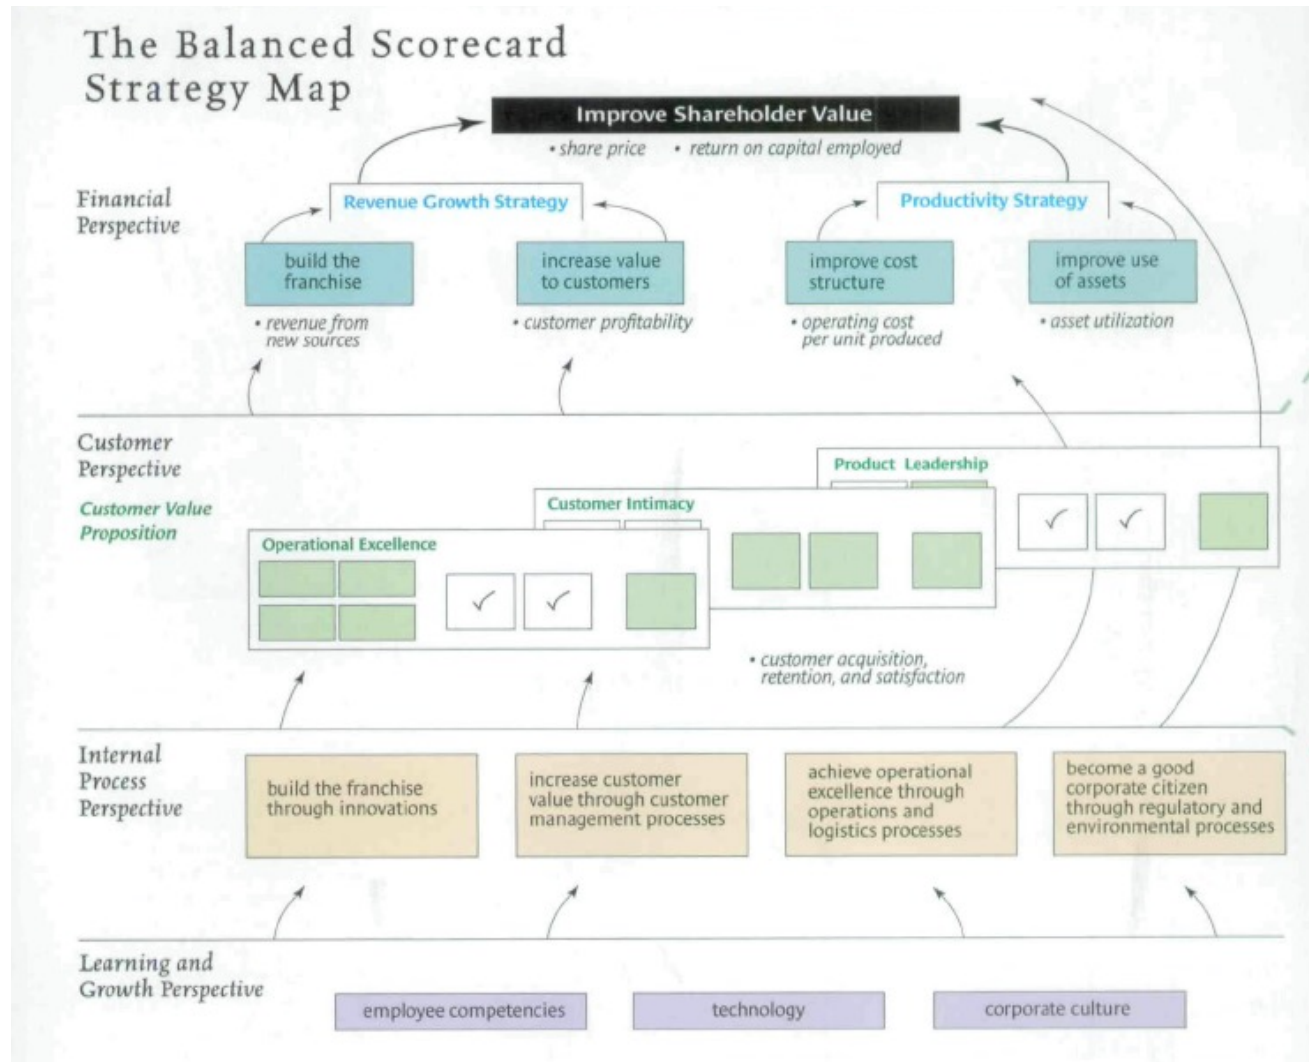 The Balanced Scorecard
Strategy Map
Improve Shareholder Value
• share price • return on capital employed
Financial
Perspective
Revenue Growth Strategy
Productivity Strategy
build the
franchise
increase value
to customers
improve cost
structure
improve use
of assets
• revenue from
new sources
• customer profitability
• operating cost
per unit produced
• asset utilization
Customer
Perspective
Customer Value
Proposition
Product Leadership
Customer Intimacy
Operational Excellence
• customer acquisition,
retention, and satisfaction
Internal
Process
Perspective
build the franchise
through innovations
increase customer
value through customer
management processes
achieve operational
excellence through
operations and
logistics processes
become a good
corporate citizen
through regulatory and
environmental processes
Learning and
Growth Perspective
employee competencies
technology
corporate culture